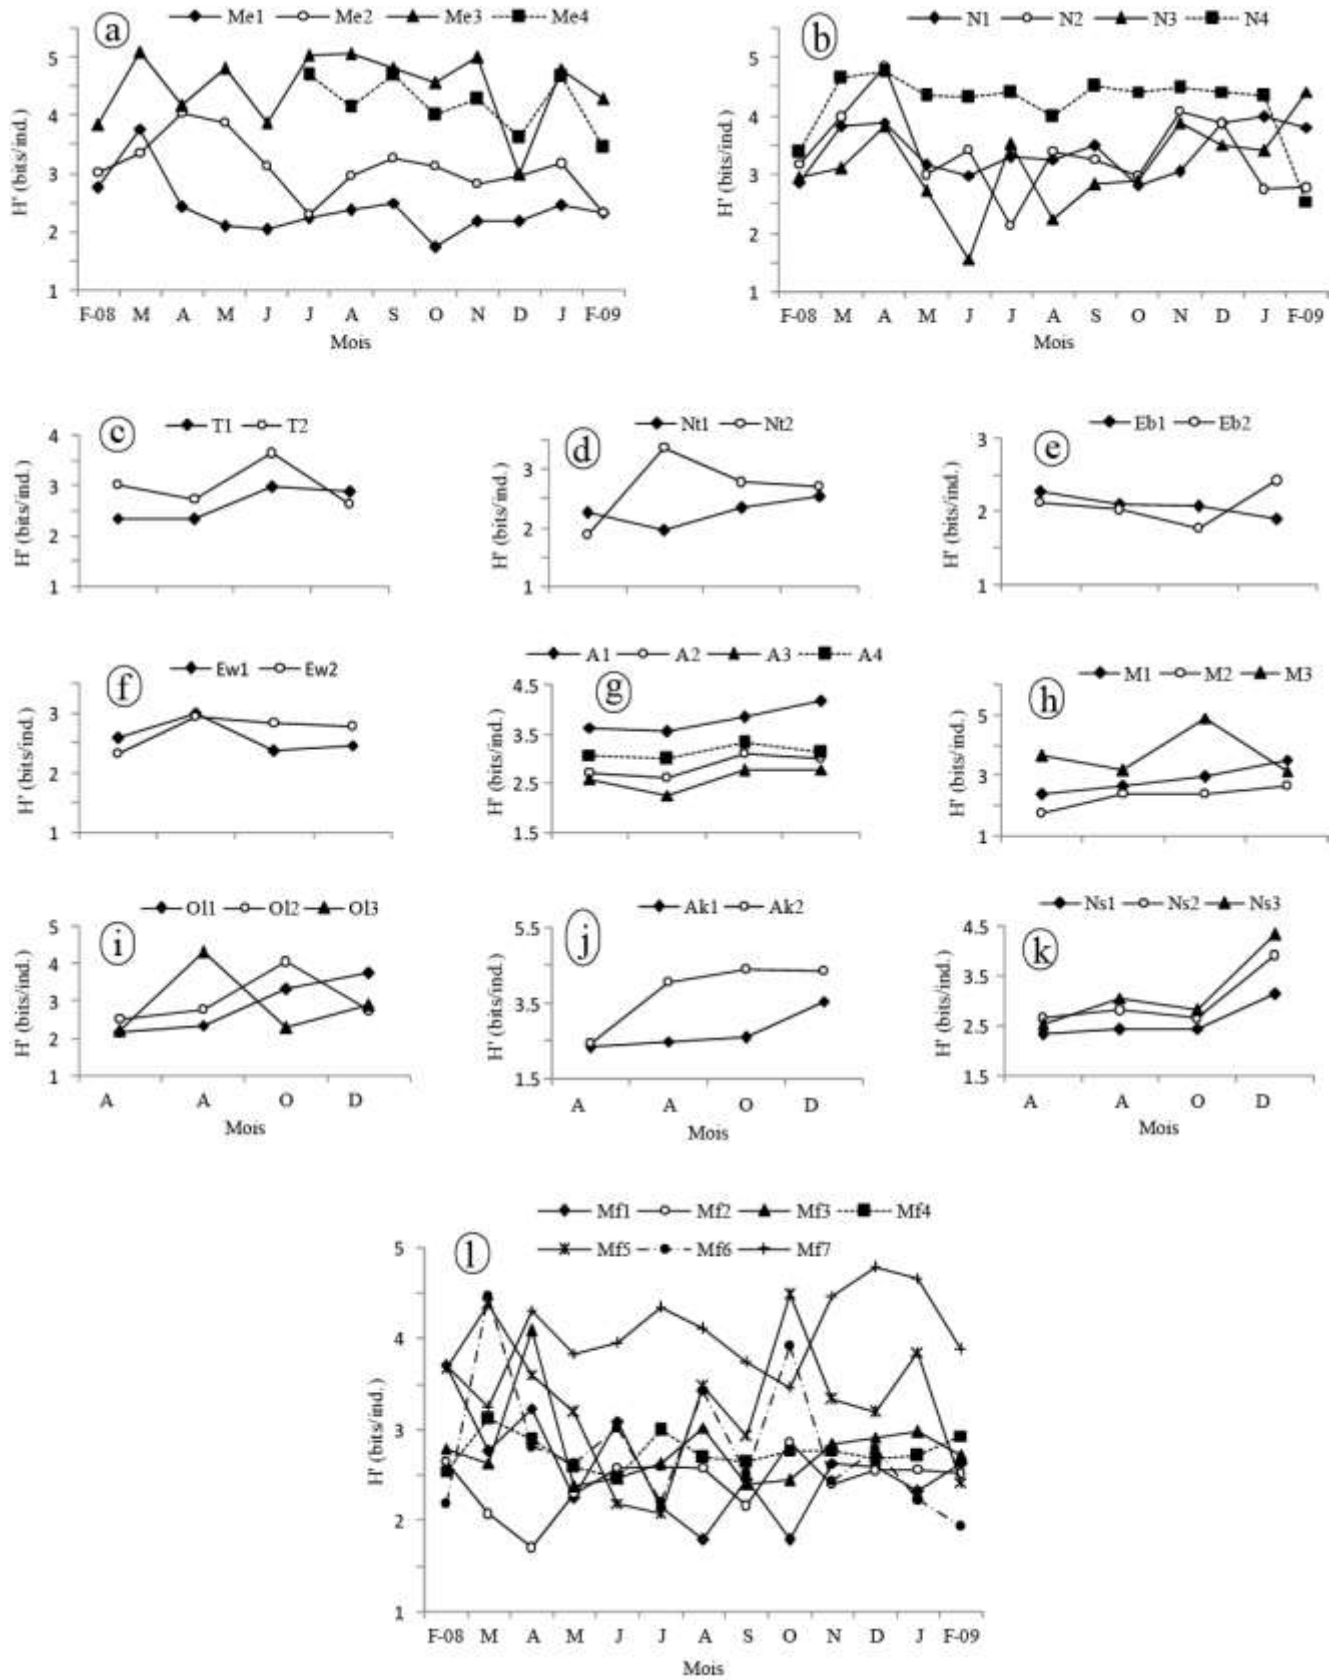 a
Me1 Me2 Me3 Me4
H' (bits/ind.)
5
4
3
2
1
F-08 M A M J J A S O N D J F-09
Mois
b
N1 N2 N3 N4
H' (bits/ind.)
5
4
3
2
1
F-08 M A M J J A S O N D J F-09
Mois
c
T1 T2
H' (bits/ind.)
4
3
2
1
d
Nt1 Nt2
H' (bits/ind.)
3
2
1
e
Eb1 Eb2
H' (bits/ind.)
3
2
1
f
Ew1 Ew2
H' (bits/ind.)
3
2
1
g
A1 A2 A3 A4
H' (bits/ind.)
4.5
3.5
2.5
1.5
h
M1 M2 M3
H' (bits/ind.)
5
3
1
i
Ol1 Ol2 Ol3
H' (bits/ind.)
5
4
3
2
1
A A O D
Mois
j
Ak1 Ak2
H' (bits/ind.)
5.5
3.5
1.5
A A O D
Mois
k
Ns1 Ns2 Ns3
H' (bits/ind.)
4.5
3.5
2.5
1.5
A A O D
Mois
l
Mf1 Mf2 Mf3 Mf4
Mf5 Mf6 Mf7
H' (bits/ind.)
5
4
3
2
1
F-08 M A M J J A S O N D J F-09
Mois